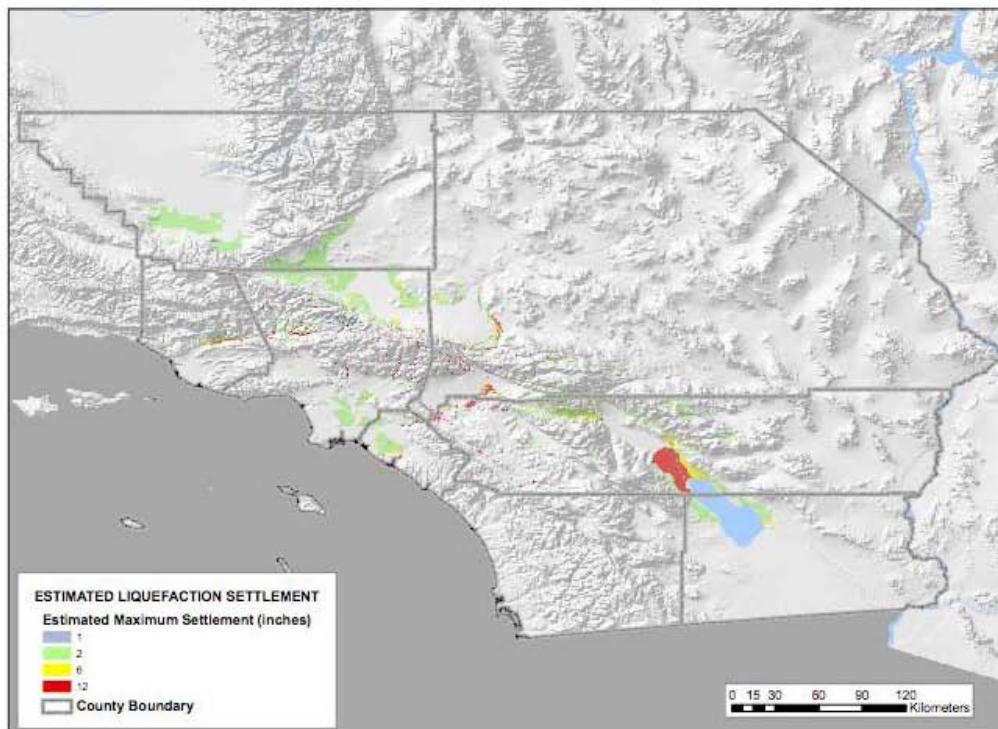 ESTIMATED LIQUEFACTION SETTLEMENT
Estimated Maximum Settlement (inches)
1
2
6
12
County Boundary
0 15 30 60 90 120
Kilometers